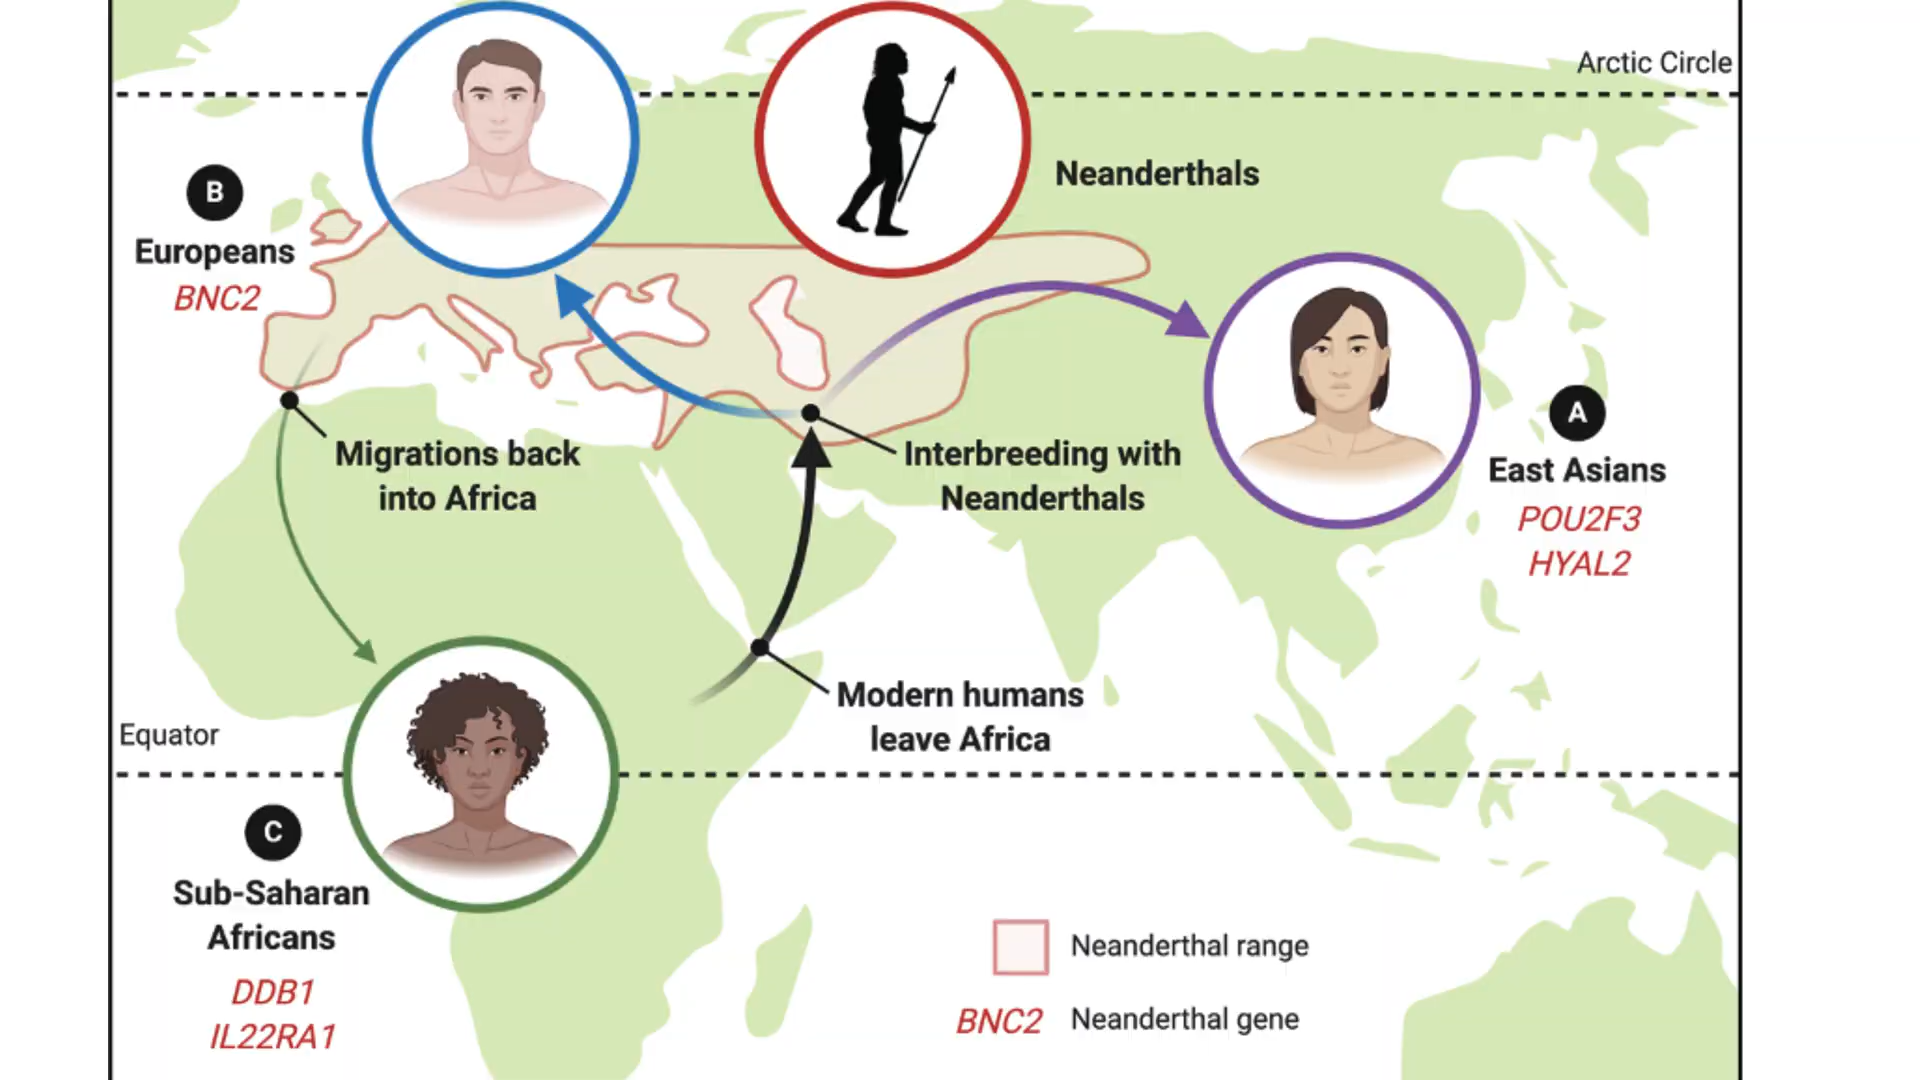 Arctic Circle
Neanderthals
B
Europeans
BNC2
A
East Asians
POU2F3
HYAL2
Migrations back
into Africa
Interbreeding with
Neanderthals
Modern humans
leave Africa
Equator
C
Sub-Saharan
Africans
DDB1
IL22RA1
Neanderthal range
BNC2 Neanderthal gene